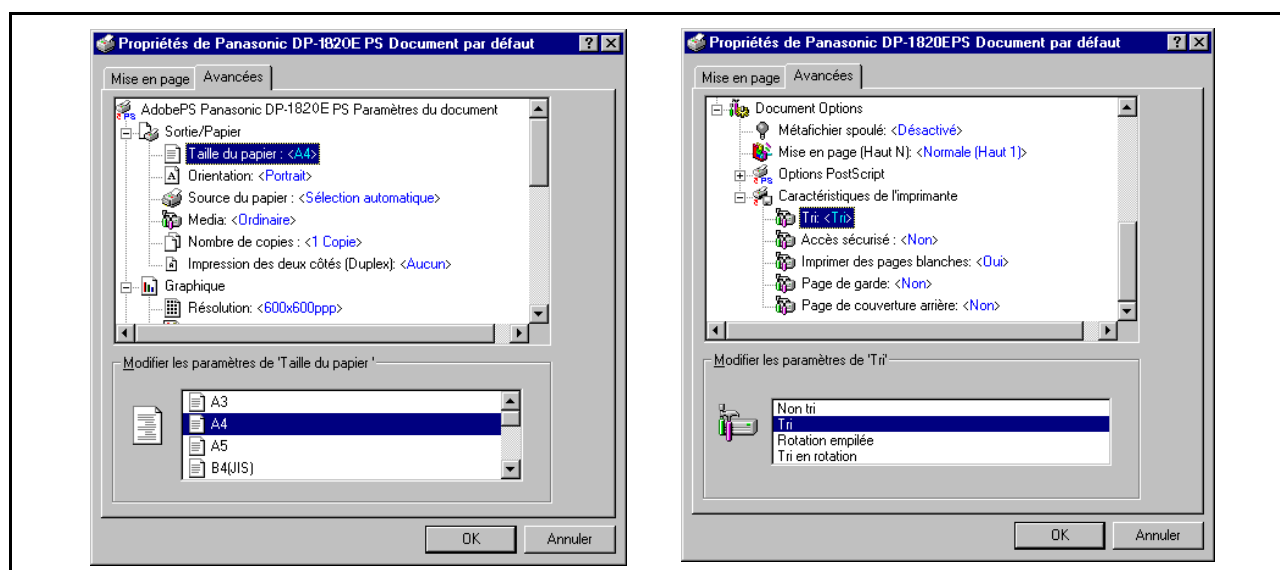 Propriétés de Panasonic DP-1820E PS Document par défaut
Mise en page Avancées
AdobePS Panasonic DP-1820E PS Paramètres du document
Sortie/Papier
Taille du papier : <A4>
Orientation: <Portrait>
Source du papier : <Sélection automatique>
Media: <Ordinaire>
Nombre de copies : <1 Copie>
Impression des deux côtés (Duplex): <Aucun>
Graphique
Résolution: <600x600ppp>
Modifier les paramètres de 'Taille du papier '
A3
A4
A5
B4(JIS)
OK Annuler
Propriétés de Panasonic DP-1820EPS Document par défaut
Mise en page Avancées
Document Options
Métafichier spoulé: <Désactivé>
Mise en page (Haut N): <Normale (Haut 1)>
Options PostScript
Caractéristiques de l'imprimante
Tri: <Tri>
Accès sécurisé : <Non>
Imprimer des pages blanches: <Oui>
Page de garde: <Non>
Page de couverture arrière: <Non>
Modifier les paramètres de 'Tri'
Non tri
Tri
Rotation empilée
Tri en rotation
OK Annuler